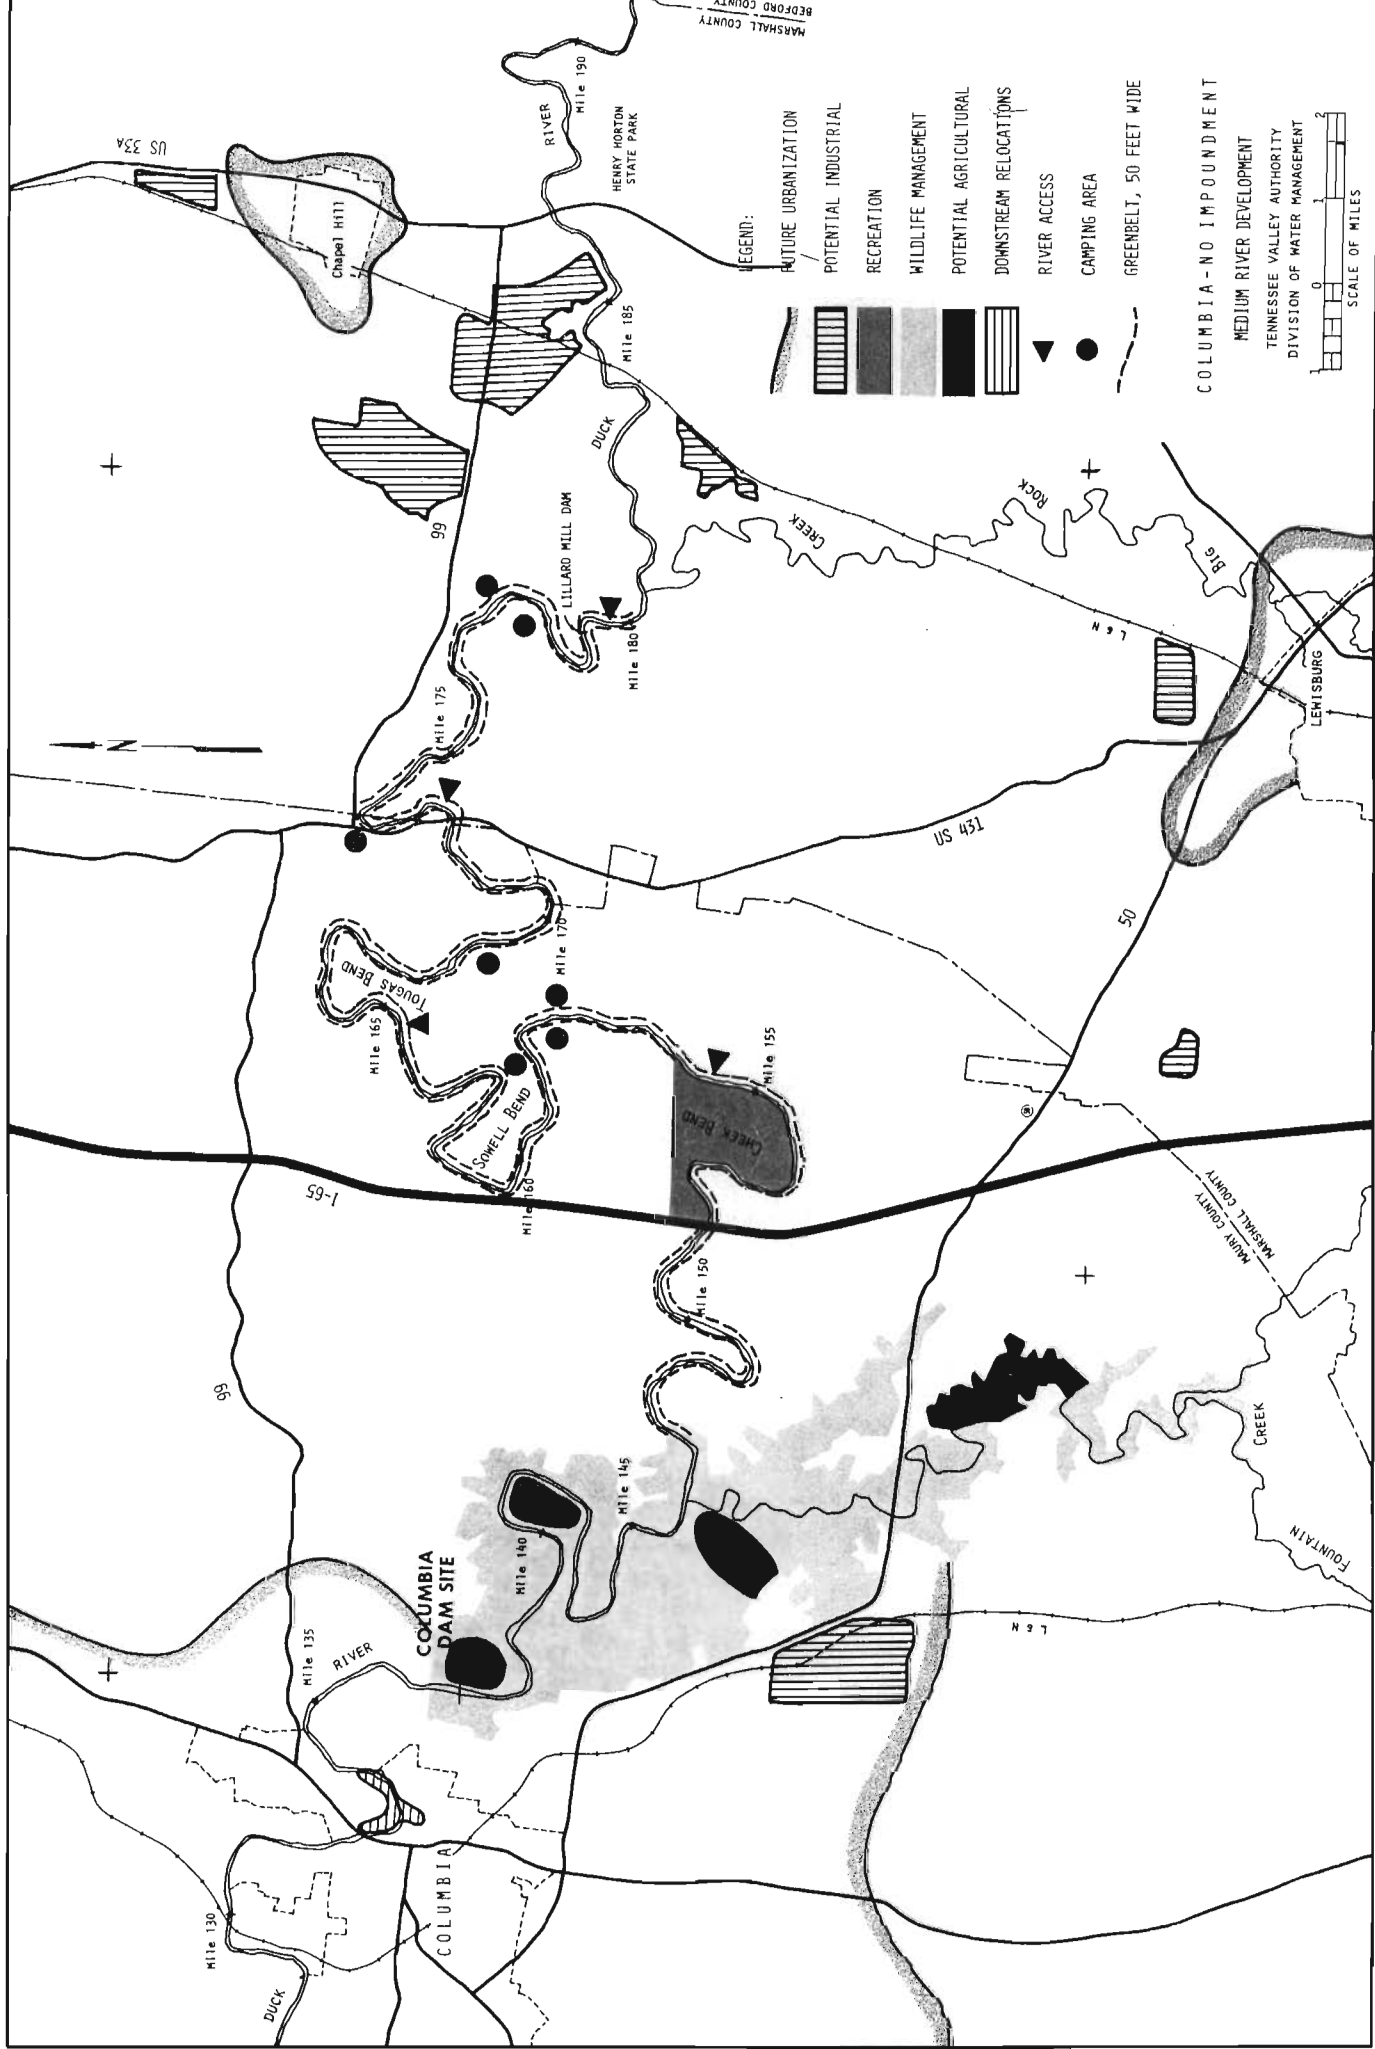 MARSHALL COUNTY
BEDFORD COUNTY
US 33A
Chapel Hill
RIVER
Mile 190
HENRY HORTON
STATE PARK
Mile 185
DUCK
99
LILLARD MILL DAM
Mile 180
CREEK
ROCK
BIG
L & N
LEWISBURG
Mile 175
N
US 431
50
Mile 170
TOUGAS BEND
Mile 165
SOWELL BEND
Mile 160
CHEEK BEND
Mile 155
I-65
MAURY COUNTY
MARSHALL COUNTY
Mile 150
99
Mile 145
Mile 140
COLUMBIA
DAM SITE
CREEK
FOUNTAIN
L & N
Mile 135
RIVER
COLUMBIA
Mile 130
DUCK
LEGEND:
FUTURE URBANIZATION
POTENTIAL INDUSTRIAL
RECREATION
WILDLIFE MANAGEMENT
POTENTIAL AGRICULTURAL
DOWNSTREAM RELOCATIONS
RIVER ACCESS
CAMPING AREA
GREENBELT, 50 FEET WIDE
COLUMBIA-NO IMPOUNDMENT
MEDIUM RIVER DEVELOPMENT
TENNESSEE VALLEY AUTHORITY
DIVISION OF WATER MANAGEMENT
1 0 1 2
SCALE OF MILES